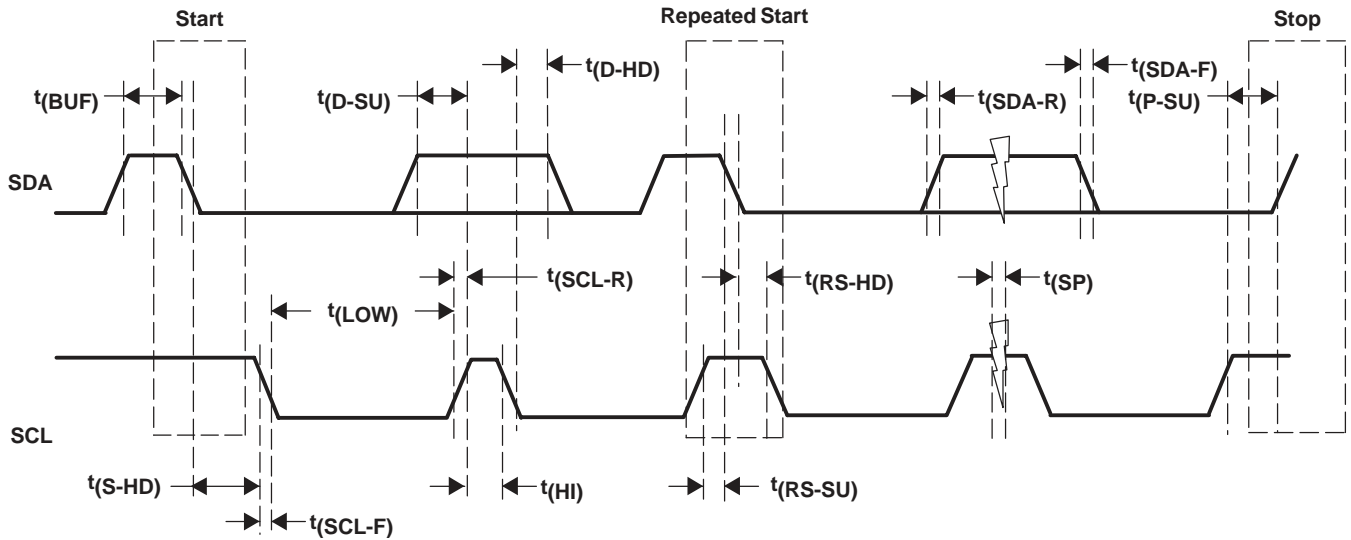 Start
Repeated Start
Stop
t(BUF)
t(D-SU)
t(D-HD)
t(SDA-R)
t(SDA-F)
t(P-SU)
SDA
t(SCL-R)
t(LOW)
t(RS-HD)
t(SP)
SCL
t(S-HD)
t(SCL-F)
t(HI)
t(RS-SU)